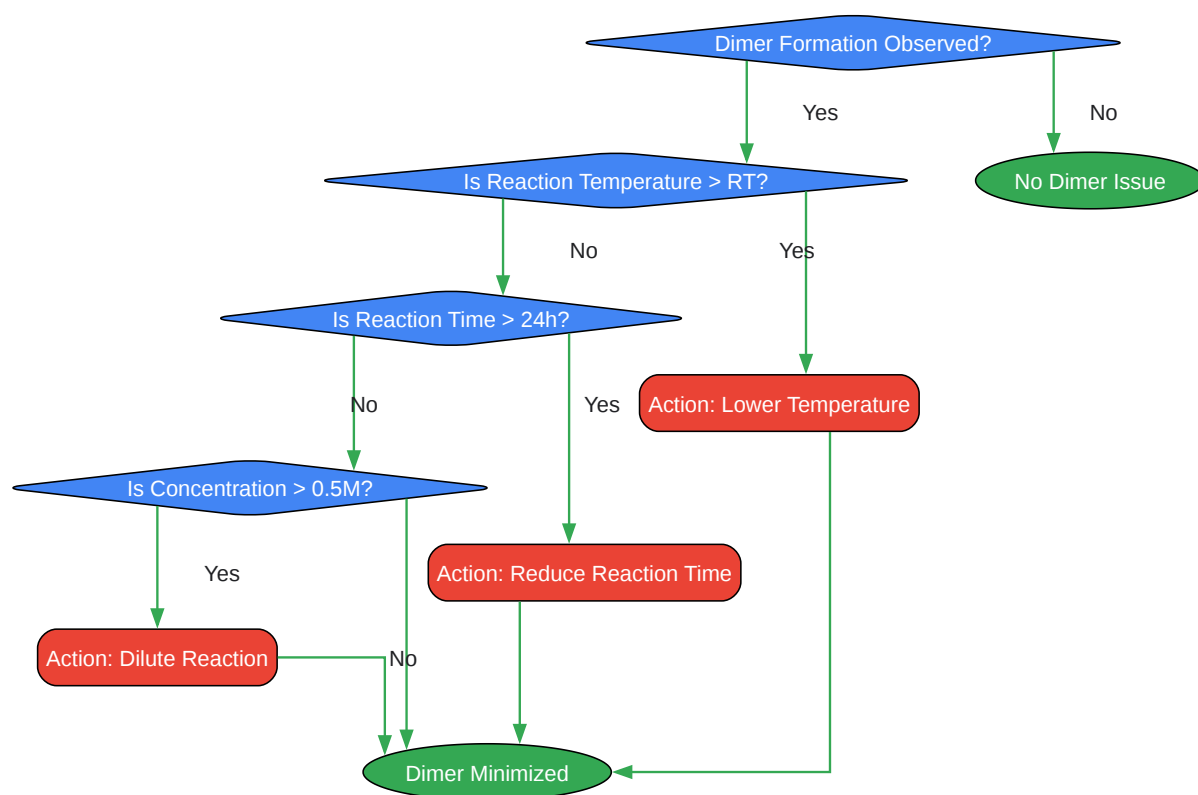 Dimer Formation Observed?
Yes
No
Is Reaction Temperature > RT?
No Dimer Issue
No
Yes
Is Reaction Time > 24h?
No
Yes
Action: Lower Temperature
Is Concentration > 0.5M?
Yes
Action: Reduce Reaction Time
Action: Dilute Reaction
No
Dimer Minimized